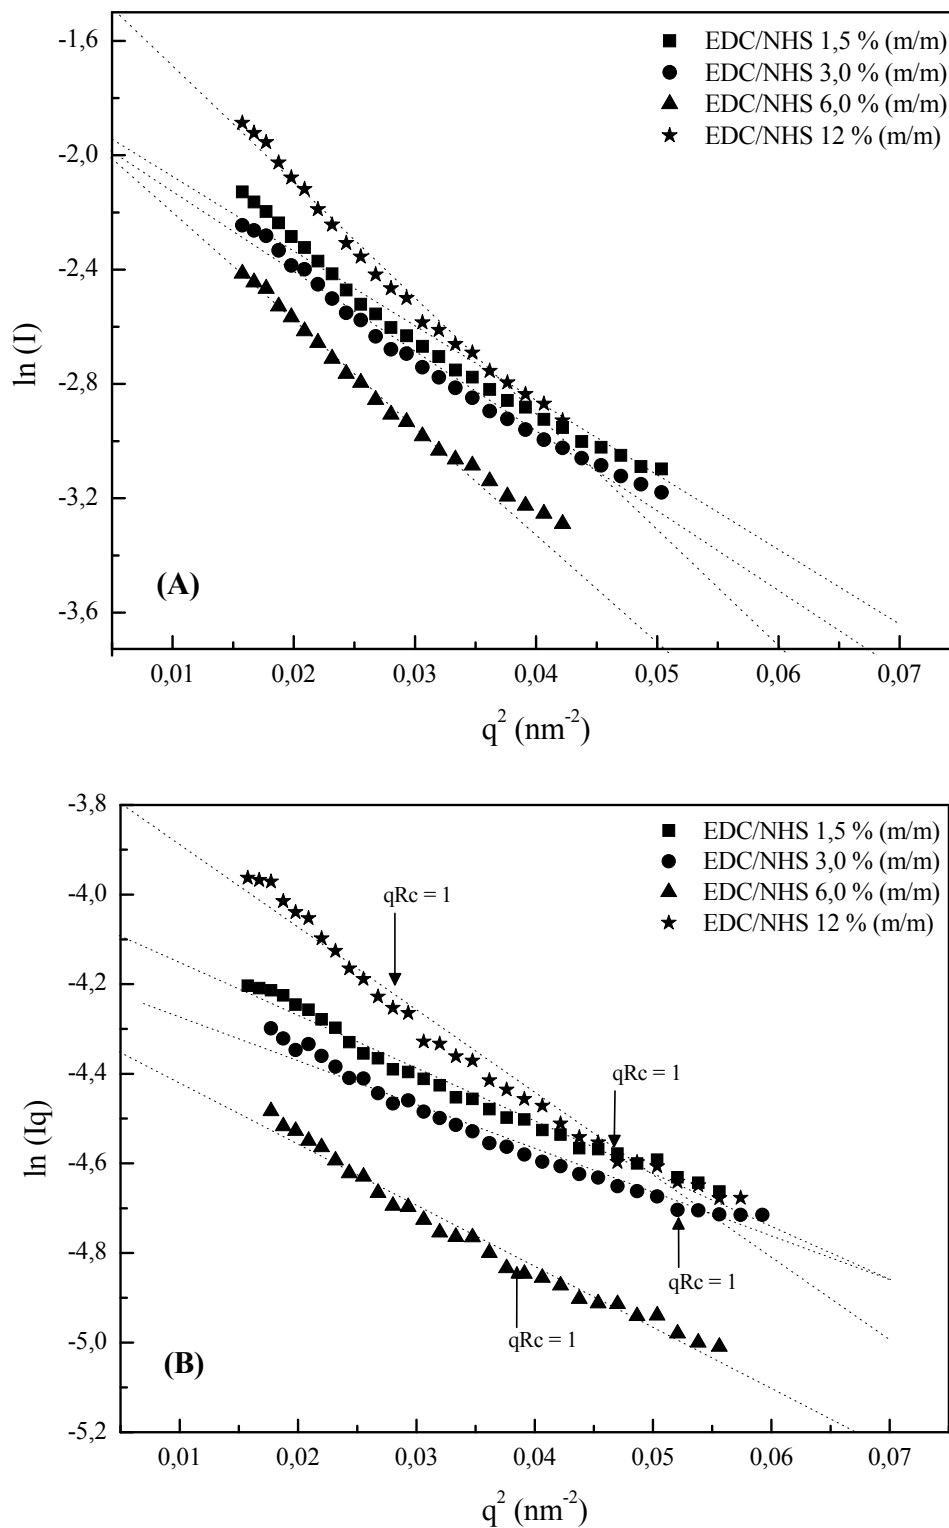 EDC/NHS 1,5 % (m/m)
EDC/NHS 3,0 % (m/m)
EDC/NHS 6,0 % (m/m)
EDC/NHS 12 % (m/m)
-1,6
-2,0
-2,4
-2,8
-3,2
-3,6
ln (I)
(A)
0,01 0,02 0,03 0,04 0,05 0,06 0,07
q² (nm⁻²)
EDC/NHS 1,5 % (m/m)
EDC/NHS 3,0 % (m/m)
EDC/NHS 6,0 % (m/m)
EDC/NHS 12 % (m/m)
-3,8
-4,0
-4,2
-4,4
-4,6
-4,8
-5,0
-5,2
ln (Iq)
qRc = 1
qRc = 1
qRc = 1
qRc = 1
(B)
0,01 0,02 0,03 0,04 0,05 0,06 0,07
q² (nm⁻²)